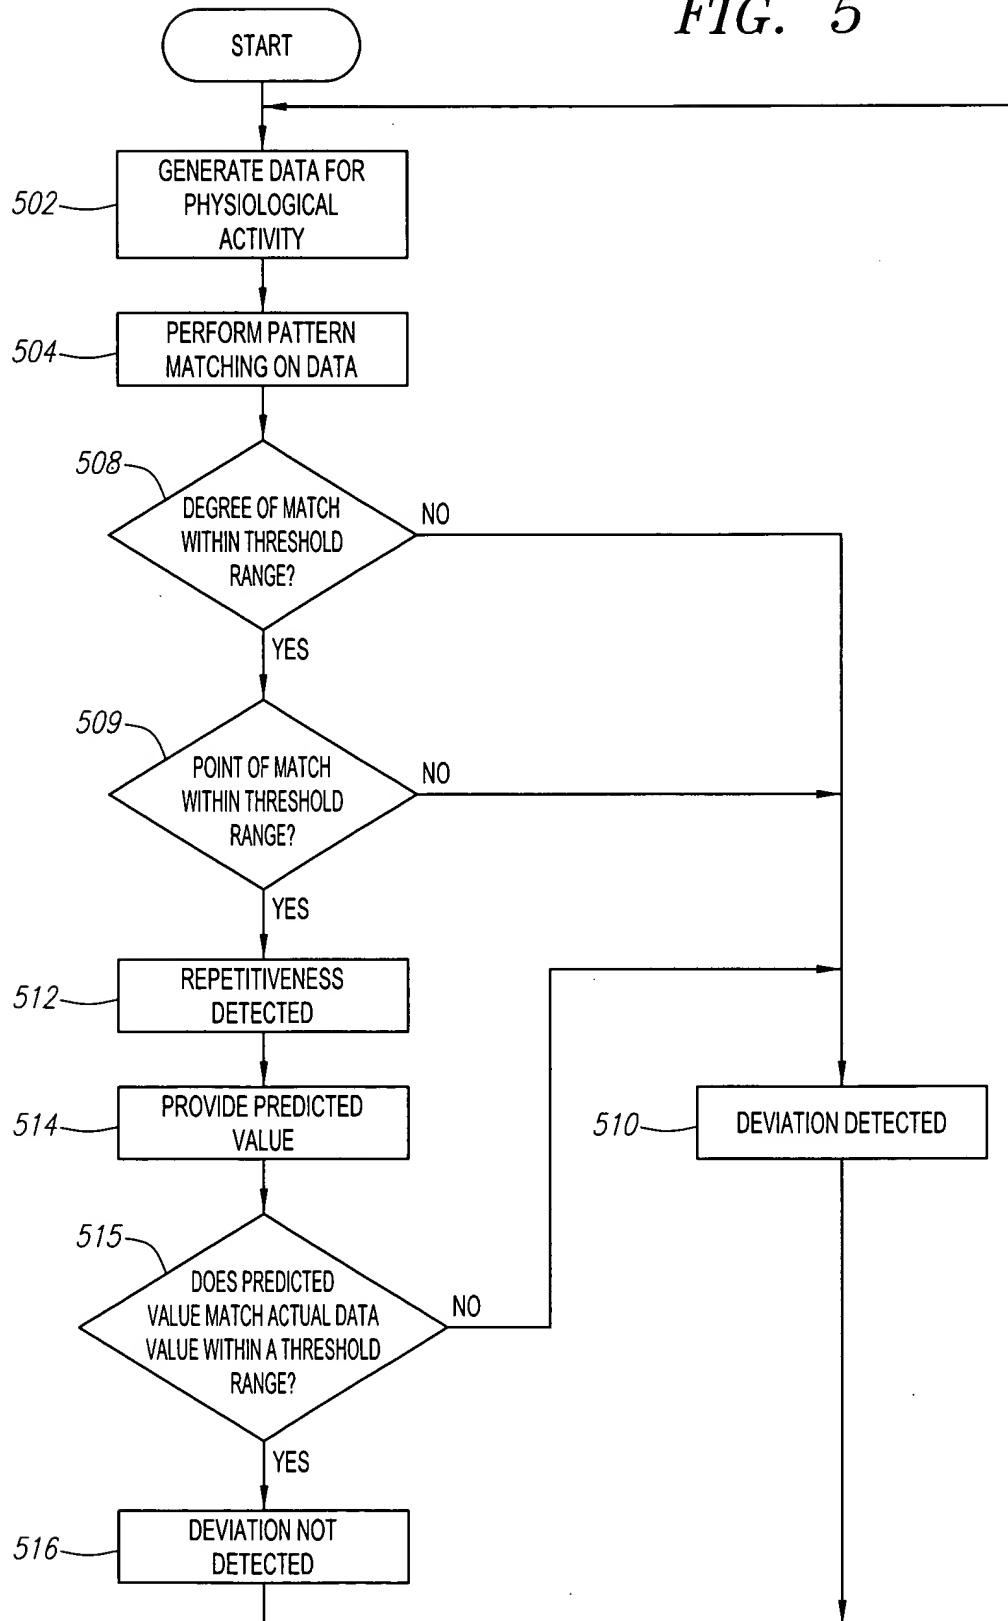 FIG. 5
START
502
GENERATE DATA FOR
PHYSIOLOGICAL
ACTIVITY
504
PERFORM PATTERN
MATCHING ON DATA
508
DEGREE OF MATCH
WITHIN THRESHOLD
RANGE?
NO
YES
509
POINT OF MATCH
WITHIN THRESHOLD
RANGE?
NO
YES
512
REPETITIVENESS
DETECTED
514
PROVIDE PREDICTED
VALUE
510
DEVIATION DETECTED
515
DOES PREDICTED
VALUE MATCH ACTUAL DATA
VALUE WITHIN A THRESHOLD
RANGE?
NO
YES
516
DEVIATION NOT
DETECTED